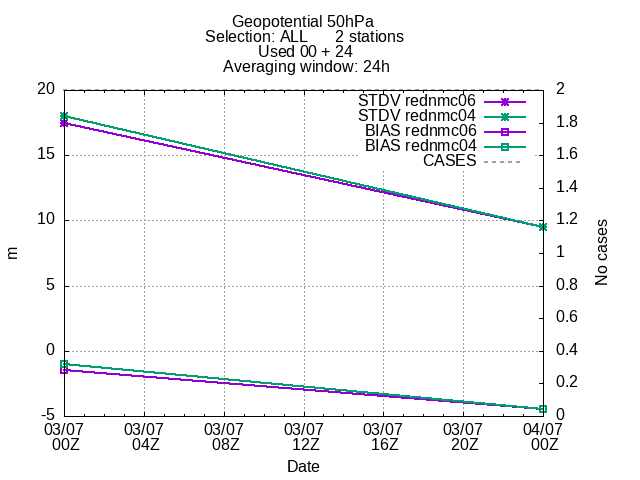 Geopotential 50hPa
Selection: ALL 2 stations
Used 00 + 24
Averaging window: 24h
STDV rednmc06
STDV rednmc04
BIAS rednmc06
BIAS rednmc04
CASES
20
15
10
5
0
-5
m
2
1.8
1.6
1.4
1.2
1
0.8
0.6
0.4
0.2
0
No cases
03/07 03/07 03/07 03/07 03/07 03/07 04/07
00Z 04Z 08Z 12Z 16Z 20Z 00Z
Date